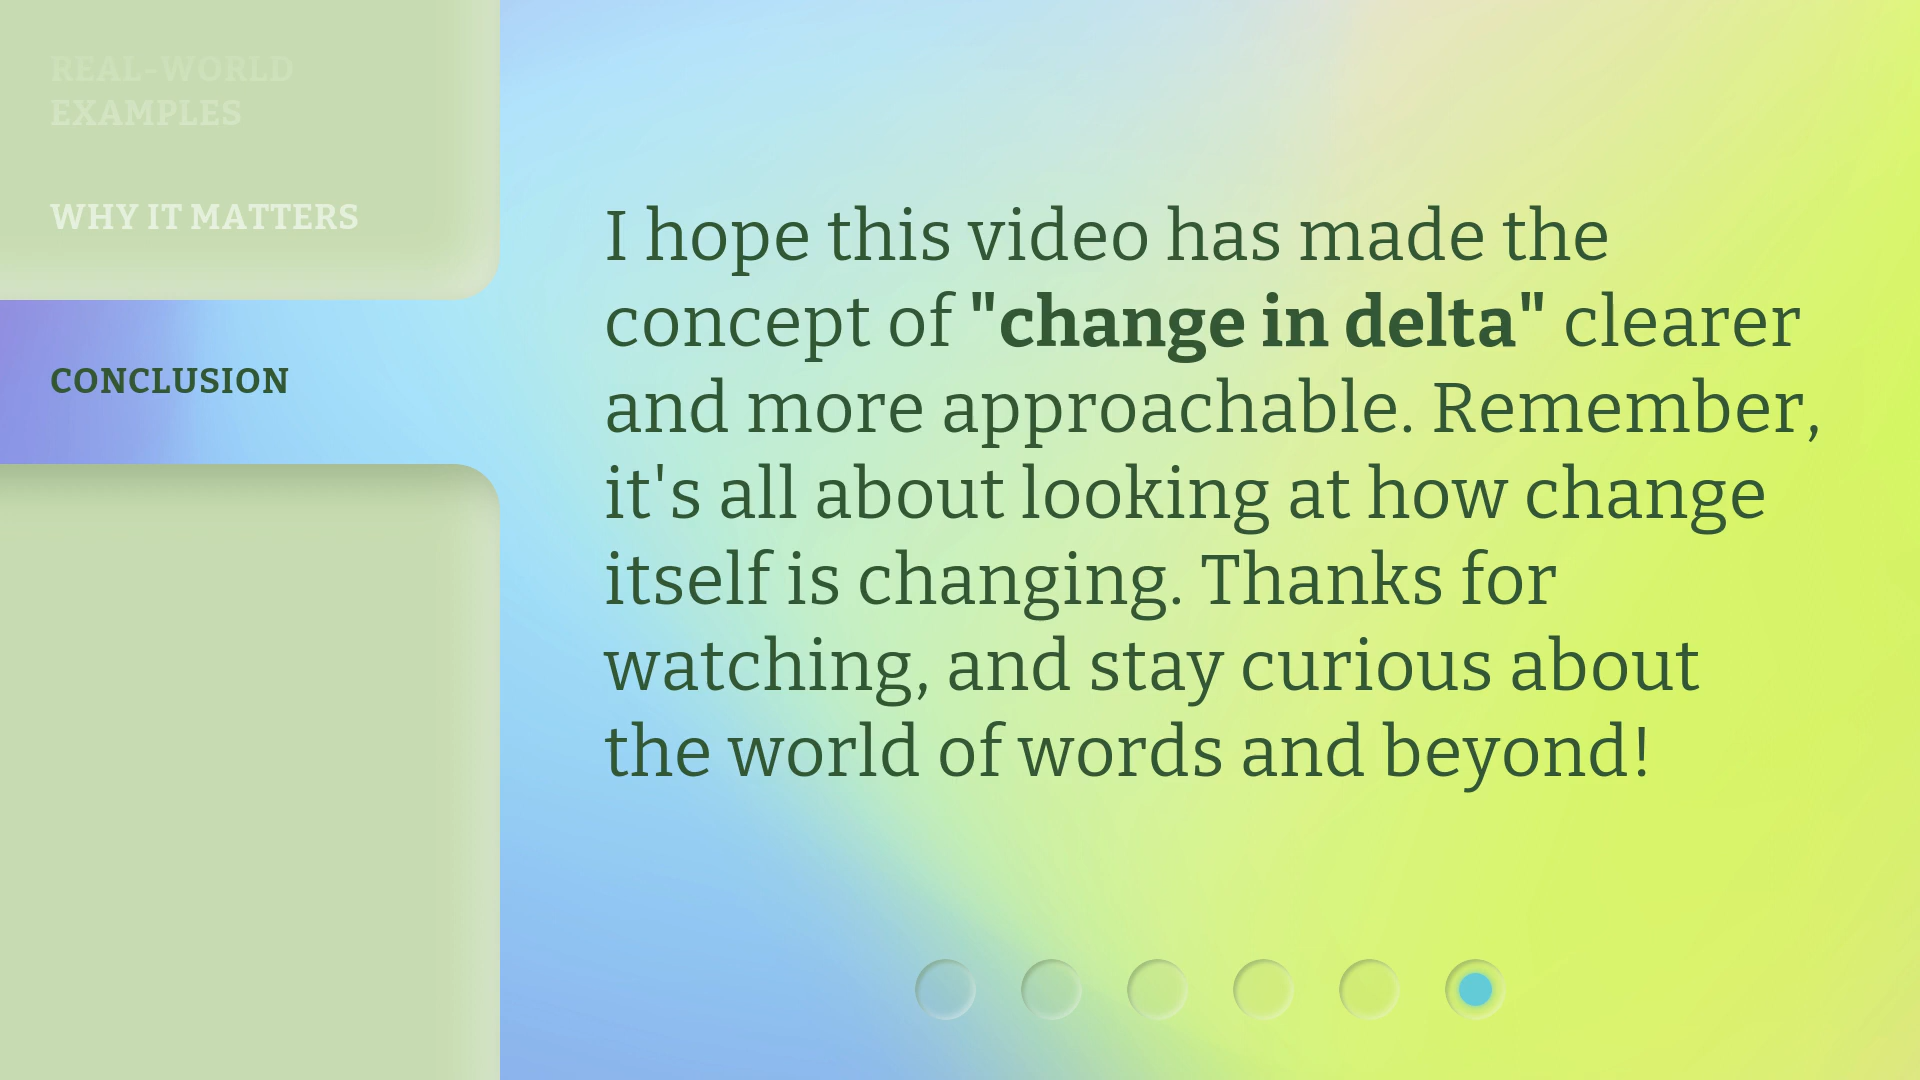 REAL-WORLD
EXAMPLES
WHY IT MATTERS
CONCLUSION
I hope this video has made the
concept of "change in delta" clearer
and more approachable. Remember,
it's all about looking at how change
itself is changing. Thanks for
watching, and stay curious about
the world of words and beyond!